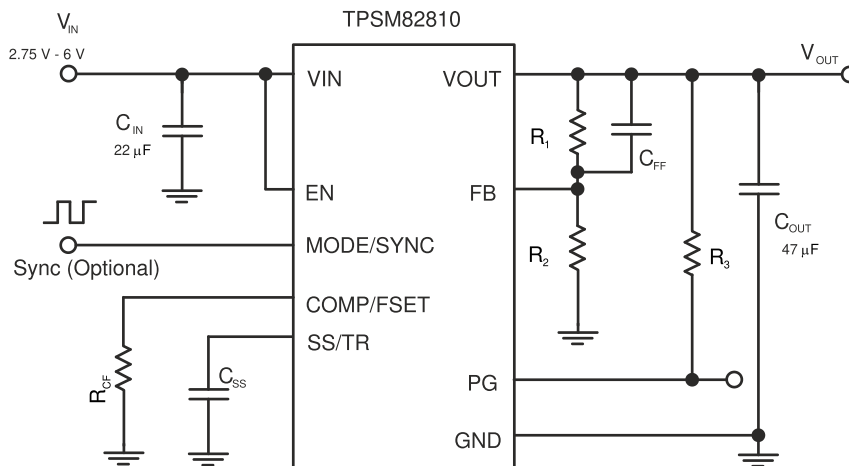 TPSM82810
V_IN
2.75 V - 6 V
VIN
VOUT
V_OUT
C_IN
22 µF
R_1
C_FF
EN
FB
MODE/SYNC
Sync (Optional)
R_2
R_3
C_OUT
47 µF
COMP/FSET
SS/TR
R_CF
C_SS
PG
GND